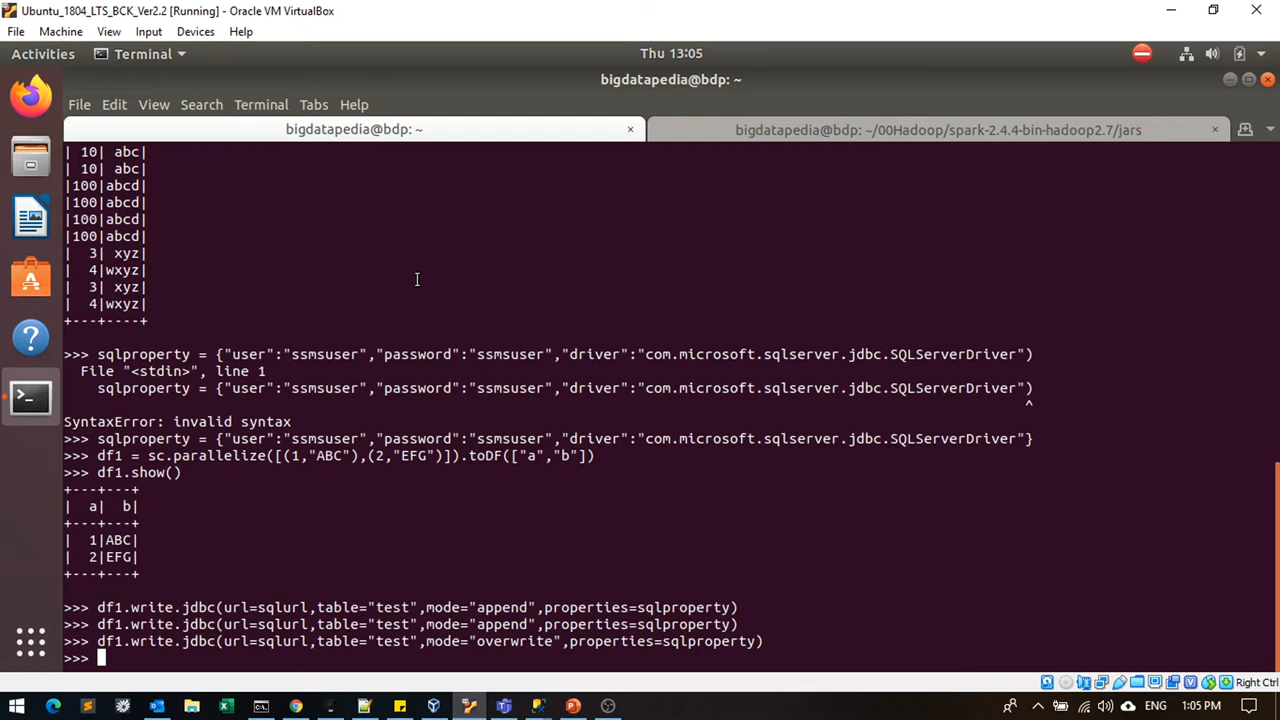 Ubuntu_1804_LTS_BCK_Ver2.2 [Running] - Oracle VM VirtualBox
File Machine View Input Devices Help
Activities Terminal Thu 13:05
bigdatapedia@bdp: ~
File Edit View Search Terminal Tabs Help
bigdatapedia@bdp: ~ × bigdatapedia@bdp: ~/00Hadoop/spark-2.4.4-bin-hadoop2.7/jars ×
| 10| abc|
| 10| abc|
|100|abcd|
|100|abcd|
|100|abcd|
|100|abcd|
|  3| xyz|
|  4|wxyz|
|  3| xyz|
|  4|wxyz|
+---+----+
>>> sqlproperty = {"user":"ssmsuser","password":"ssmsuser","driver":"com.microsoft.sqlserver.jdbc.SQLServerDriver")
  File "<stdin>", line 1
    sqlproperty = {"user":"ssmsuser","password":"ssmsuser","driver":"com.microsoft.sqlserver.jdbc.SQLServerDriver")
^
SyntaxError: invalid syntax
>>> sqlproperty = {"user":"ssmsuser","password":"ssmsuser","driver":"com.microsoft.sqlserver.jdbc.SQLServerDriver"}
>>> df1 = sc.parallelize([(1,"ABC"),(2,"EFG")]).toDF(["a","b"])
>>> df1.show()
+---+---+
|  a|  b|
+---+---+
|  1|ABC|
|  2|EFG|
+---+---+
>>> df1.write.jdbc(url=sqlurl,table="test",mode="append",properties=sqlproperty)
>>> df1.write.jdbc(url=sqlurl,table="test",mode="append",properties=sqlproperty)
>>> df1.write.jdbc(url=sqlurl,table="test",mode="overwrite",properties=sqlproperty)
>>>
Right Ctrl
ENG 1:05 PM